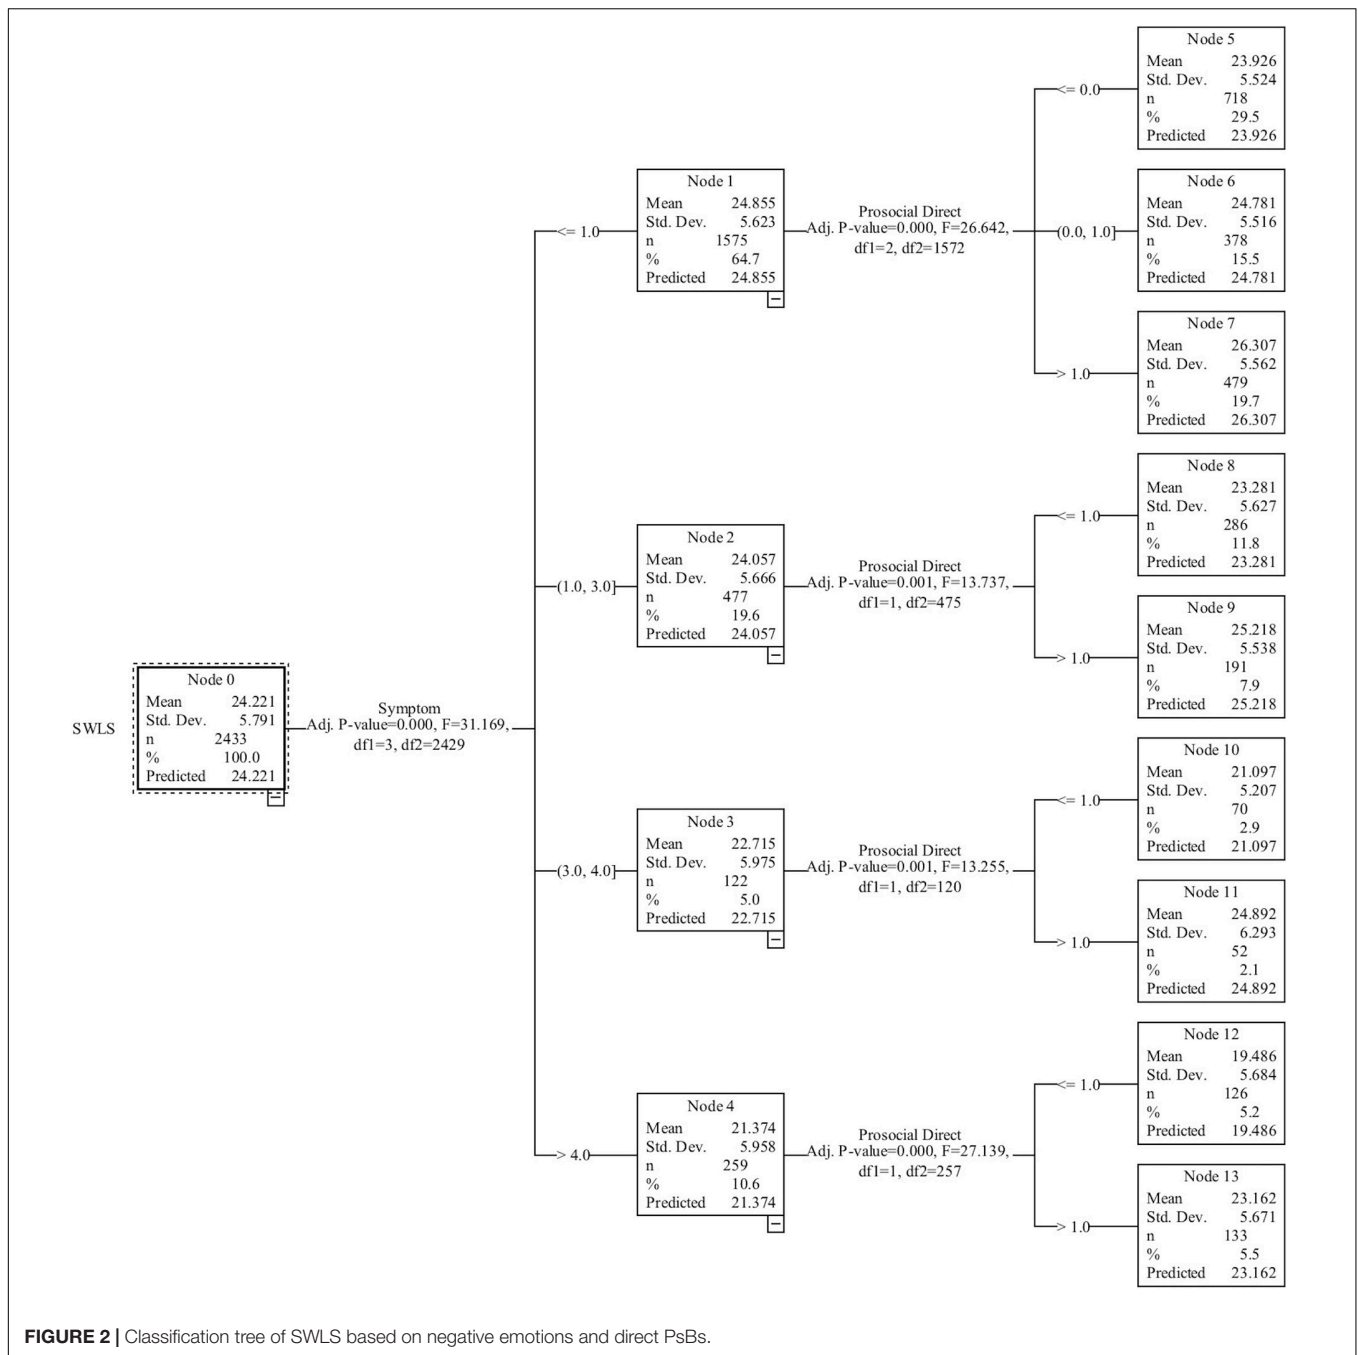 SWLS
Node 0
Mean 24.221
Std. Dev. 5.791
n 2433
% 100.0
Predicted 24.221
Symptom
Adj. P-value=0.000, F=31.169,
df1=3, df2=2429
<= 1.0
Node 1
Mean 24.855
Std. Dev. 5.623
n 1575
% 64.7
Predicted 24.855
Prosocial Direct
Adj. P-value=0.000, F=26.642,
df1=2, df2=1572
<= 0.0
Node 5
Mean 23.926
Std. Dev. 5.524
n 718
% 29.5
Predicted 23.926
(0.0, 1.0]
Node 6
Mean 24.781
Std. Dev. 5.516
n 378
% 15.5
Predicted 24.781
> 1.0
Node 7
Mean 26.307
Std. Dev. 5.562
n 479
% 19.7
Predicted 26.307
(1.0, 3.0]
Node 2
Mean 24.057
Std. Dev. 5.666
n 477
% 19.6
Predicted 24.057
Prosocial Direct
Adj. P-value=0.001, F=13.737,
df1=1, df2=475
<= 1.0
Node 8
Mean 23.281
Std. Dev. 5.627
n 286
% 11.8
Predicted 23.281
> 1.0
Node 9
Mean 25.218
Std. Dev. 5.538
n 191
% 7.9
Predicted 25.218
(3.0, 4.0]
Node 3
Mean 22.715
Std. Dev. 5.975
n 122
% 5.0
Predicted 22.715
Prosocial Direct
Adj. P-value=0.001, F=13.255,
df1=1, df2=120
<= 1.0
Node 10
Mean 21.097
Std. Dev. 5.207
n 70
% 2.9
Predicted 21.097
> 1.0
Node 11
Mean 24.892
Std. Dev. 6.293
n 52
% 2.1
Predicted 24.892
> 4.0
Node 4
Mean 21.374
Std. Dev. 5.958
n 259
% 10.6
Predicted 21.374
Prosocial Direct
Adj. P-value=0.000, F=27.139,
df1=1, df2=257
<= 1.0
Node 12
Mean 19.486
Std. Dev. 5.684
n 126
% 5.2
Predicted 19.486
> 1.0
Node 13
Mean 23.162
Std. Dev. 5.671
n 133
% 5.5
Predicted 23.162
FIGURE 2 | Classification tree of SWLS based on negative emotions and direct PsBs.